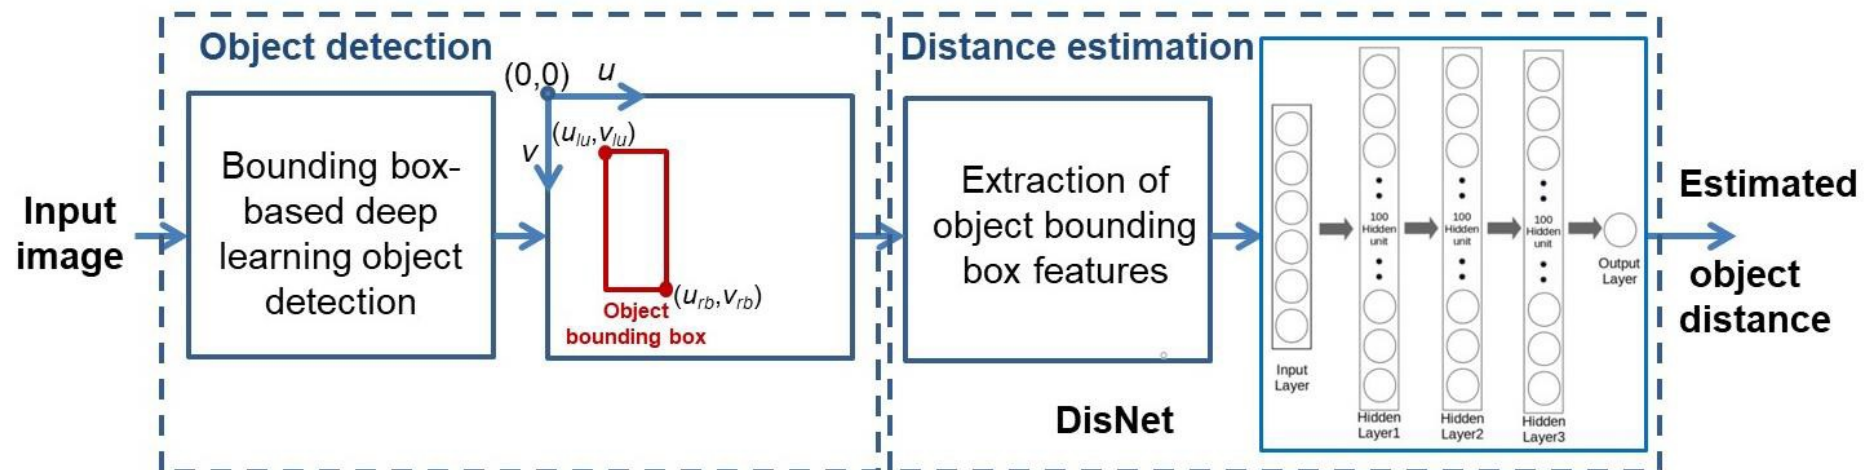 Object detection
Distance estimation
Input
image
Bounding box-
based deep
learning object
detection
(0,0)
u
v
(u_lu,v_lu)
(u_rb,v_rb)
Object
bounding box
Extraction of
object bounding
box features
DisNet
Input
Layer
100
Hidden
unit
Hidden
Layer1
100
Hidden
unit
Hidden
Layer2
100
Hidden
unit
Hidden
Layer3
Output
Layer
Estimated
object
distance